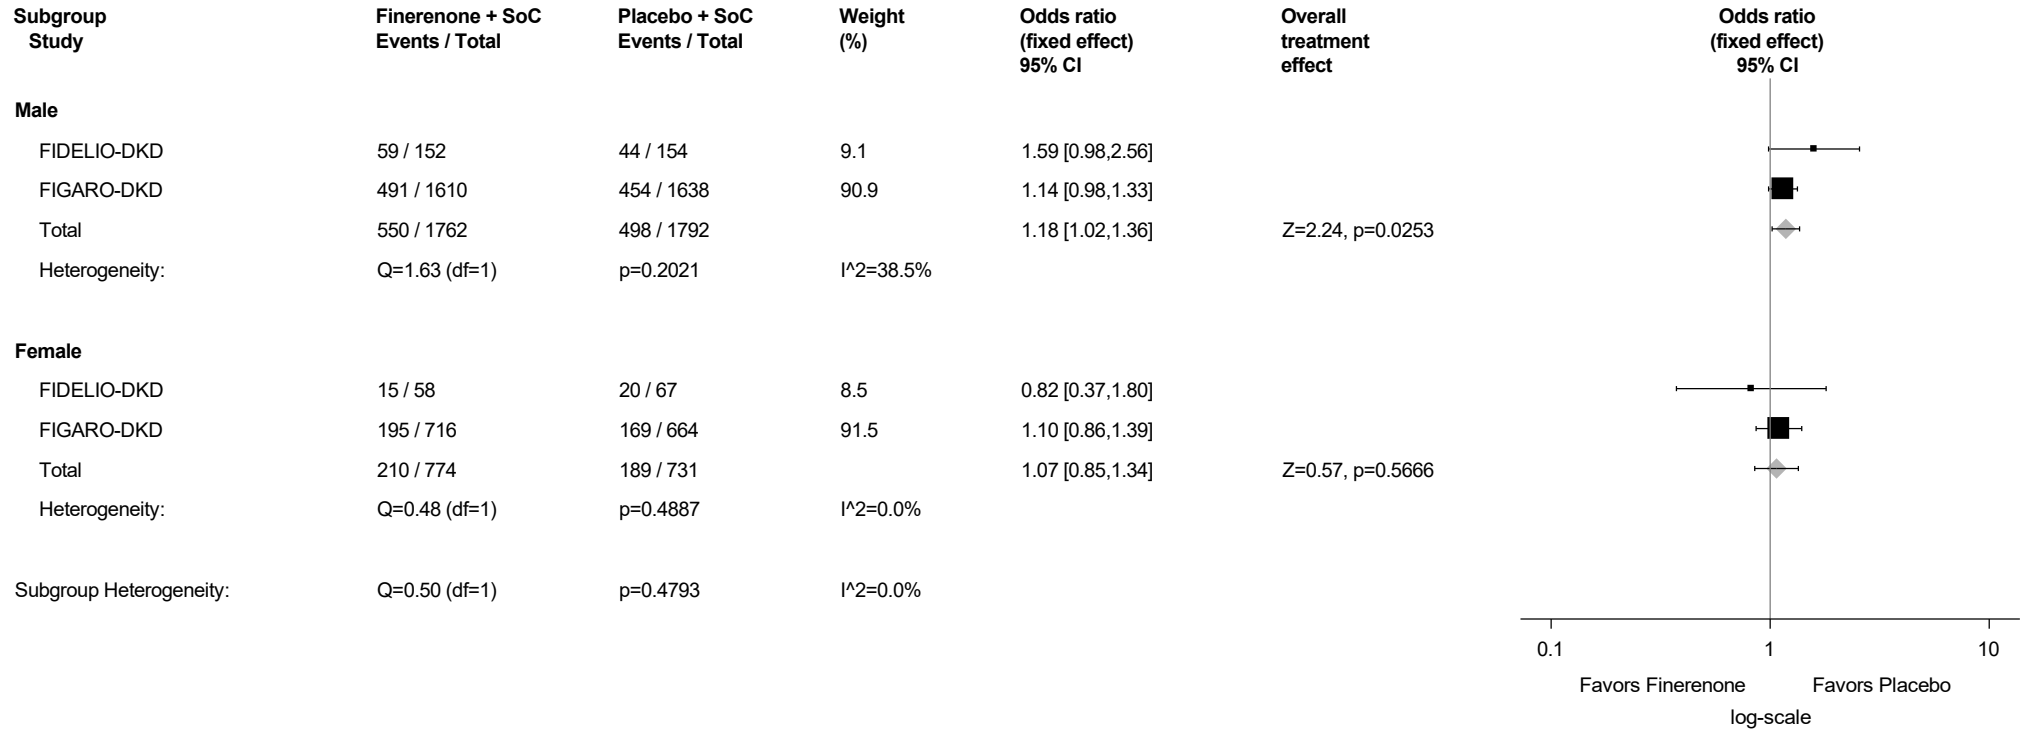 Subgroup Finerenone + SoC Placebo + SoC Weight Odds ratio Overall Odds ratio
Study Events / Total Events / Total (%) (fixed effect) treatment (fixed effect)
95% CI effect 95% CI
Male
FIDELIO-DKD 59 / 152 44 / 154 9.1 1.59 [0.98,2.56]
FIGARO-DKD 491 / 1610 454 / 1638 90.9 1.14 [0.98,1.33]
Total 550 / 1762 498 / 1792 1.18 [1.02,1.36] Z=2.24, p=0.0253
Heterogeneity: Q=1.63 (df=1) p=0.2021 I^2=38.5%
Female
FIDELIO-DKD 15 / 58 20 / 67 8.5 0.82 [0.37,1.80]
FIGARO-DKD 195 / 716 169 / 664 91.5 1.10 [0.86,1.39]
Total 210 / 774 189 / 731 1.07 [0.85,1.34] Z=0.57, p=0.5666
Heterogeneity: Q=0.48 (df=1) p=0.4887 I^2=0.0%
Subgroup Heterogeneity: Q=0.50 (df=1) p=0.4793 I^2=0.0%
0.1 1 10
Favors Finerenone Favors Placebo
log-scale